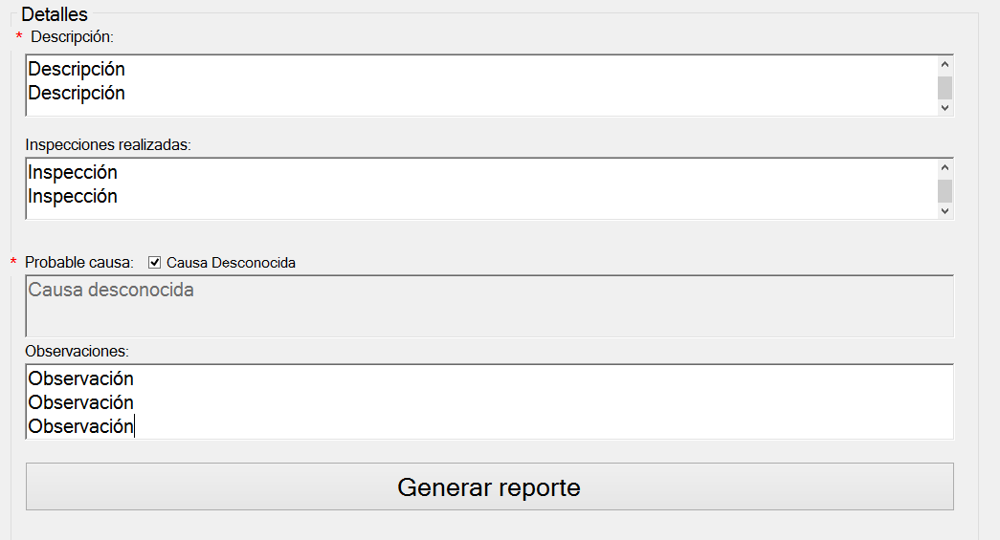 Detalles
* Descripción:
Descripción
Descripción
Inspecciones realizadas:
Inspección
Inspección
* Probable causa: Causa Desconocida
Causa desconocida
Observaciones:
Observación
Observación
Observación
Generar reporte